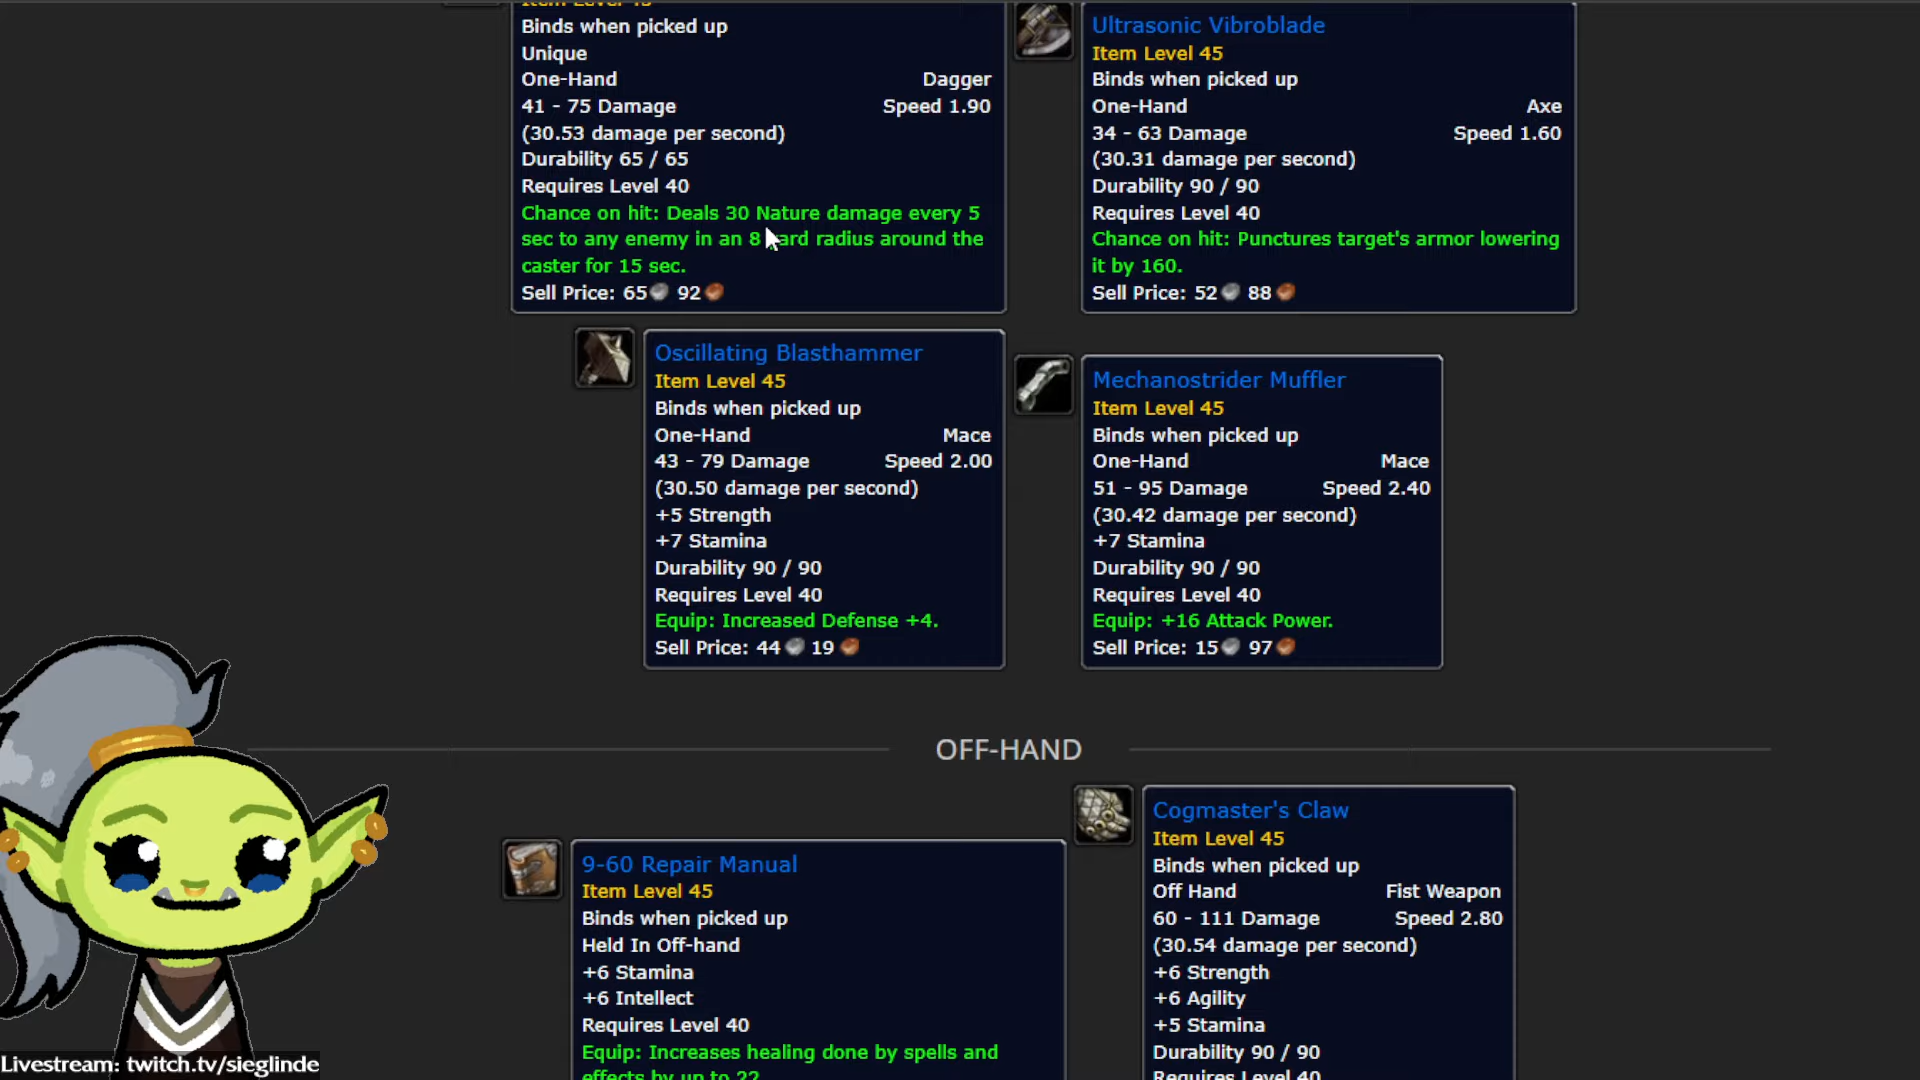 Item Level 45
Binds when picked up
Unique
One-Hand Dagger
41 - 75 Damage Speed 1.90
(30.53 damage per second)
Durability 65 / 65
Requires Level 40
Chance on hit: Deals 30 Nature damage every 5
sec to any enemy in an 8 yard radius around the
caster for 15 sec.
Sell Price: 65 92
Ultrasonic Vibroblade
Item Level 45
Binds when picked up
One-Hand Axe
34 - 63 Damage Speed 1.60
(30.31 damage per second)
Durability 90 / 90
Requires Level 40
Chance on hit: Punctures target's armor lowering
it by 160.
Sell Price: 52 88
Oscillating Blasthammer
Item Level 45
Binds when picked up
One-Hand Mace
43 - 79 Damage Speed 2.00
(30.50 damage per second)
+5 Strength
+7 Stamina
Durability 90 / 90
Requires Level 40
Equip: Increased Defense +4.
Sell Price: 44 19
Mechanostrider Muffler
Item Level 45
Binds when picked up
One-Hand Mace
51 - 95 Damage Speed 2.40
(30.42 damage per second)
+7 Stamina
Durability 90 / 90
Requires Level 40
Equip: +16 Attack Power.
Sell Price: 15 97
OFF-HAND
9-60 Repair Manual
Item Level 45
Binds when picked up
Held In Off-hand
+6 Stamina
+6 Intellect
Requires Level 40
Equip: Increases healing done by spells and
effects by up to 22
Cogmaster's Claw
Item Level 45
Binds when picked up
Off Hand Fist Weapon
60 - 111 Damage Speed 2.80
(30.54 damage per second)
+6 Strength
+6 Agility
+5 Stamina
Durability 90 / 90
Requires Level 40
Livestream: twitch.tv/sieglinde